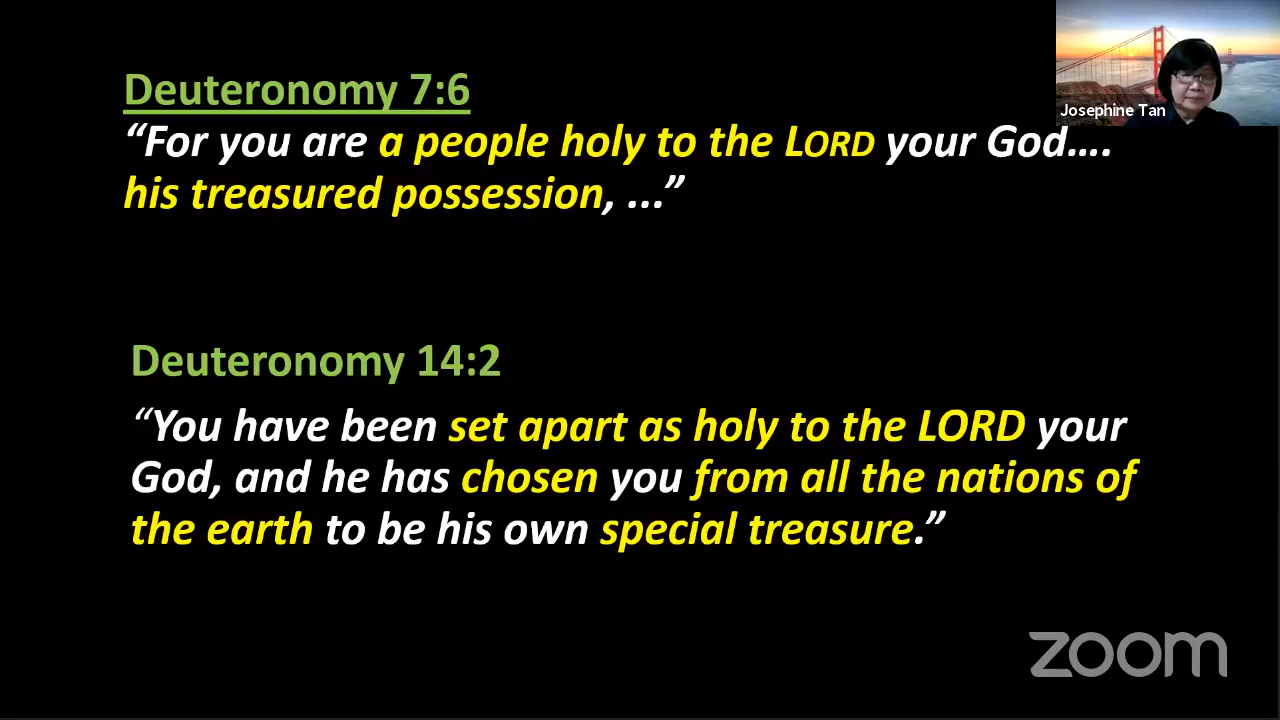 Deuteronomy 7:6
“For you are a people holy to the LORD your God....
his treasured possession, ...”
Josephine Tan
Deuteronomy 14:2
“You have been set apart as holy to the LORD your
God, and he has chosen you from all the nations of
the earth to be his own special treasure.”
zoom